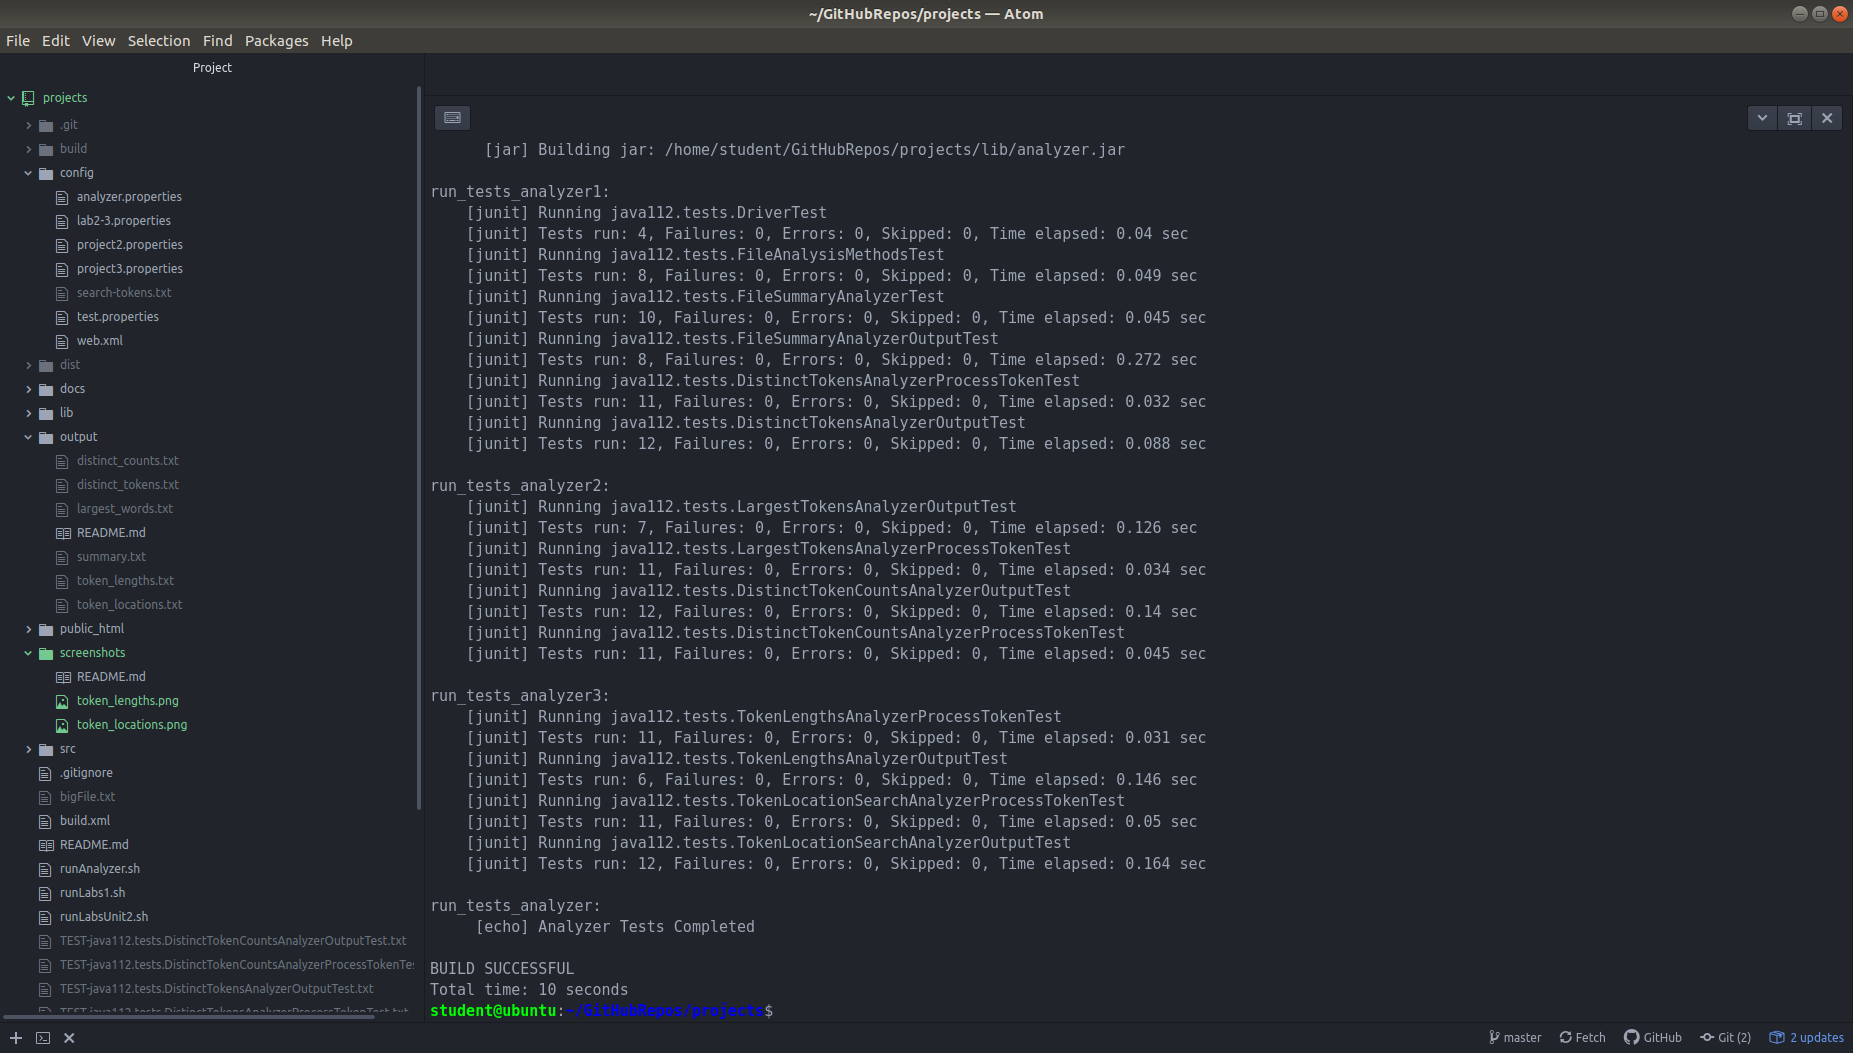 ~/GitHubRepos/projects — Atom
File Edit View Selection Find Packages Help
Project
projects
.git
build
config
analyzer.properties
lab2-3.properties
project2.properties
project3.properties
search-tokens.txt
test.properties
web.xml
dist
docs
lib
output
distinct_counts.txt
distinct_tokens.txt
largest_words.txt
README.md
summary.txt
token_lengths.txt
token_locations.txt
public_html
screenshots
README.md
token_lengths.png
token_locations.png
src
.gitignore
bigFile.txt
build.xml
README.md
runAnalyzer.sh
runLabs1.sh
runLabsUnit2.sh
TEST-java112.tests.DistinctTokenCountsAnalyzerOutputTest.txt
TEST-java112.tests.DistinctTokenCountsAnalyzerProcessTokenTes
TEST-java112.tests.DistinctTokensAnalyzerOutputTest.txt
TEST-java112.tests.DistinctTokensAnalyzerProcessTokenTest.txt
[jar] Building jar: /home/student/GitHubRepos/projects/lib/analyzer.jar
run_tests_analyzer1:
[junit] Running java112.tests.DriverTest
[junit] Tests run: 4, Failures: 0, Errors: 0, Skipped: 0, Time elapsed: 0.04 sec
[junit] Running java112.tests.FileAnalysisMethodsTest
[junit] Tests run: 8, Failures: 0, Errors: 0, Skipped: 0, Time elapsed: 0.049 sec
[junit] Running java112.tests.FileSummaryAnalyzerTest
[junit] Tests run: 10, Failures: 0, Errors: 0, Skipped: 0, Time elapsed: 0.045 sec
[junit] Running java112.tests.FileSummaryAnalyzerOutputTest
[junit] Tests run: 8, Failures: 0, Errors: 0, Skipped: 0, Time elapsed: 0.272 sec
[junit] Running java112.tests.DistinctTokensAnalyzerProcessTokenTest
[junit] Tests run: 11, Failures: 0, Errors: 0, Skipped: 0, Time elapsed: 0.032 sec
[junit] Running java112.tests.DistinctTokensAnalyzerOutputTest
[junit] Tests run: 12, Failures: 0, Errors: 0, Skipped: 0, Time elapsed: 0.088 sec
run_tests_analyzer2:
[junit] Running java112.tests.LargestTokensAnalyzerOutputTest
[junit] Tests run: 7, Failures: 0, Errors: 0, Skipped: 0, Time elapsed: 0.126 sec
[junit] Running java112.tests.LargestTokensAnalyzerProcessTokenTest
[junit] Tests run: 11, Failures: 0, Errors: 0, Skipped: 0, Time elapsed: 0.034 sec
[junit] Running java112.tests.DistinctTokenCountsAnalyzerOutputTest
[junit] Tests run: 12, Failures: 0, Errors: 0, Skipped: 0, Time elapsed: 0.14 sec
[junit] Running java112.tests.DistinctTokenCountsAnalyzerProcessTokenTest
[junit] Tests run: 11, Failures: 0, Errors: 0, Skipped: 0, Time elapsed: 0.045 sec
run_tests_analyzer3:
[junit] Running java112.tests.TokenLengthsAnalyzerProcessTokenTest
[junit] Tests run: 11, Failures: 0, Errors: 0, Skipped: 0, Time elapsed: 0.031 sec
[junit] Running java112.tests.TokenLengthsAnalyzerOutputTest
[junit] Tests run: 6, Failures: 0, Errors: 0, Skipped: 0, Time elapsed: 0.146 sec
[junit] Running java112.tests.TokenLocationSearchAnalyzerProcessTokenTest
[junit] Tests run: 11, Failures: 0, Errors: 0, Skipped: 0, Time elapsed: 0.05 sec
[junit] Running java112.tests.TokenLocationSearchAnalyzerOutputTest
[junit] Tests run: 12, Failures: 0, Errors: 0, Skipped: 0, Time elapsed: 0.164 sec
run_tests_analyzer:
[echo] Analyzer Tests Completed
BUILD SUCCESSFUL
Total time: 10 seconds
student@ubuntu:~/GitHubRepos/projects$
master Fetch GitHub Git (2) 2 updates